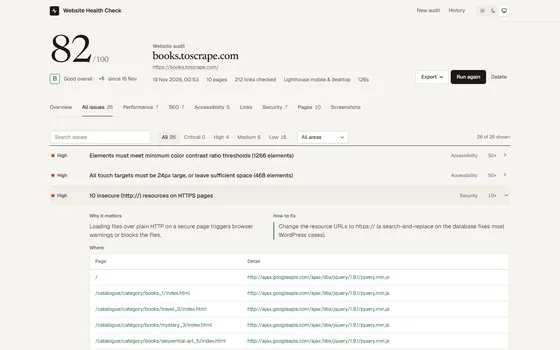 Website Health Check
New audit
History
82/100
B Good overall · +5 since 16 Nov
Website audit
books.toscrape.com
https://books.toscrape.com/
19 Nov 2026, 00:53 10 pages 212 links checked Lighthouse mobile & desktop 128s
Export
Run again
Delete
Overview
All issues 26
Performance 7
SEO 7
Accessibility 5
Links
Security 7
Pages 10
Screenshots
Search issues
All 26
Critical 0
High 4
Medium 6
Low 16
All areas
26 of 26 shown
High Elements must meet minimum color contrast ratio thresholds (1266 elements) Accessibility 50×
High All touch targets must be 24px large, or leave sufficient space (468 elements) Accessibility 50×
High 10 insecure (http://) resources on HTTPS pages Security 10×
Why it matters
Loading files over plain HTTP on a secure page triggers browser
warnings or blocks the files.
How to fix
Change the resource URLs to https:// (a search-and-replace on the database fixes most
WordPress cases).
Where
Page Detail
/ http://ajax.googleapis.com/ajax/libs/jquery/1.9.1/jquery.min.js
/catalogue/category/books_1/index.html http://ajax.googleapis.com/ajax/libs/jquery/1.9.1/jquery.min.js
/catalogue/category/books/travel_2/index.html http://ajax.googleapis.com/ajax/libs/jquery/1.9.1/jquery.min.js
/catalogue/category/books/mystery_3/index.html http://ajax.googleapis.com/ajax/libs/jquery/1.9.1/jquery.min.js
/catalogue/category/books/sequential-art_5/index.html http://ajax.googleapis.com/ajax/libs/jquery/1.9.1/jquery.min.js